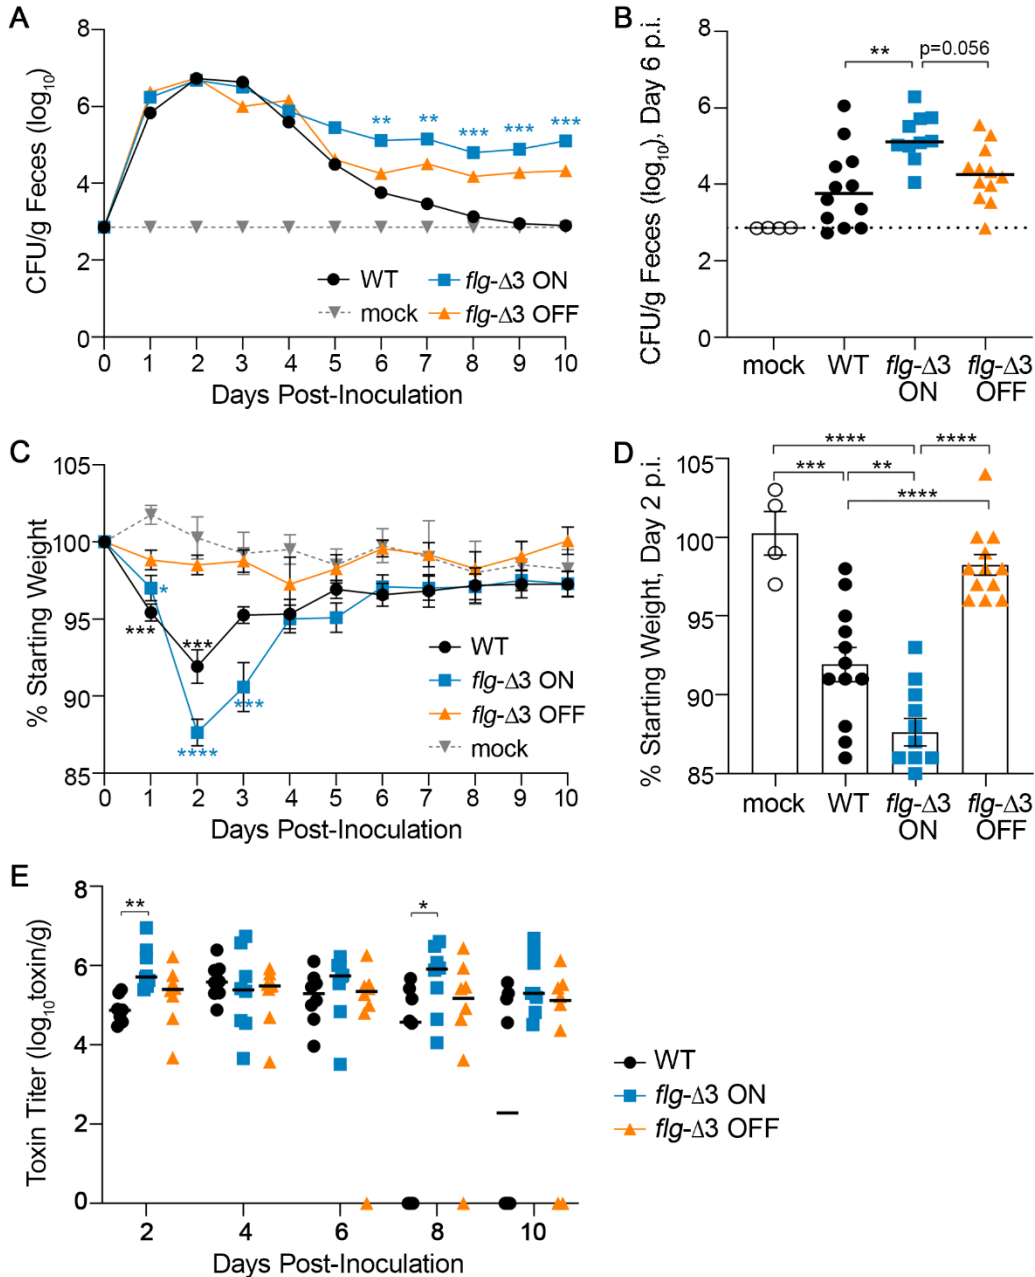 A
CFU/g Feces (log₁₀)
8
6
4
2
0
0 1 2 3 4 5 6 7 8 9 10
Days Post-Inoculation
** ** *** *** ***
WT
flg-Δ3 ON
mock
flg-Δ3 OFF
B
CFU/g Feces (log₁₀), Day 6 p.i.
8
6
4
2
0
** p=0.056
mock WT flg-Δ3 flg-Δ3
ON OFF
C
% Starting Weight
105
100
95
90
85
0 1 2 3 4 5 6 7 8 9 10
Days Post-Inoculation
*
*** ***
***
****
WT
flg-Δ3 ON
flg-Δ3 OFF
mock
D
% Starting Weight, Day 2 p.i.
105
100
95
90
85
**** ****
*** **
****
mock WT flg-Δ3 flg-Δ3
ON OFF
E
Toxin Titer (log₁₀toxin/g)
8
6
4
2
0
** *
2 4 6 8 10
Days Post-Inoculation
WT
flg-Δ3 ON
flg-Δ3 OFF